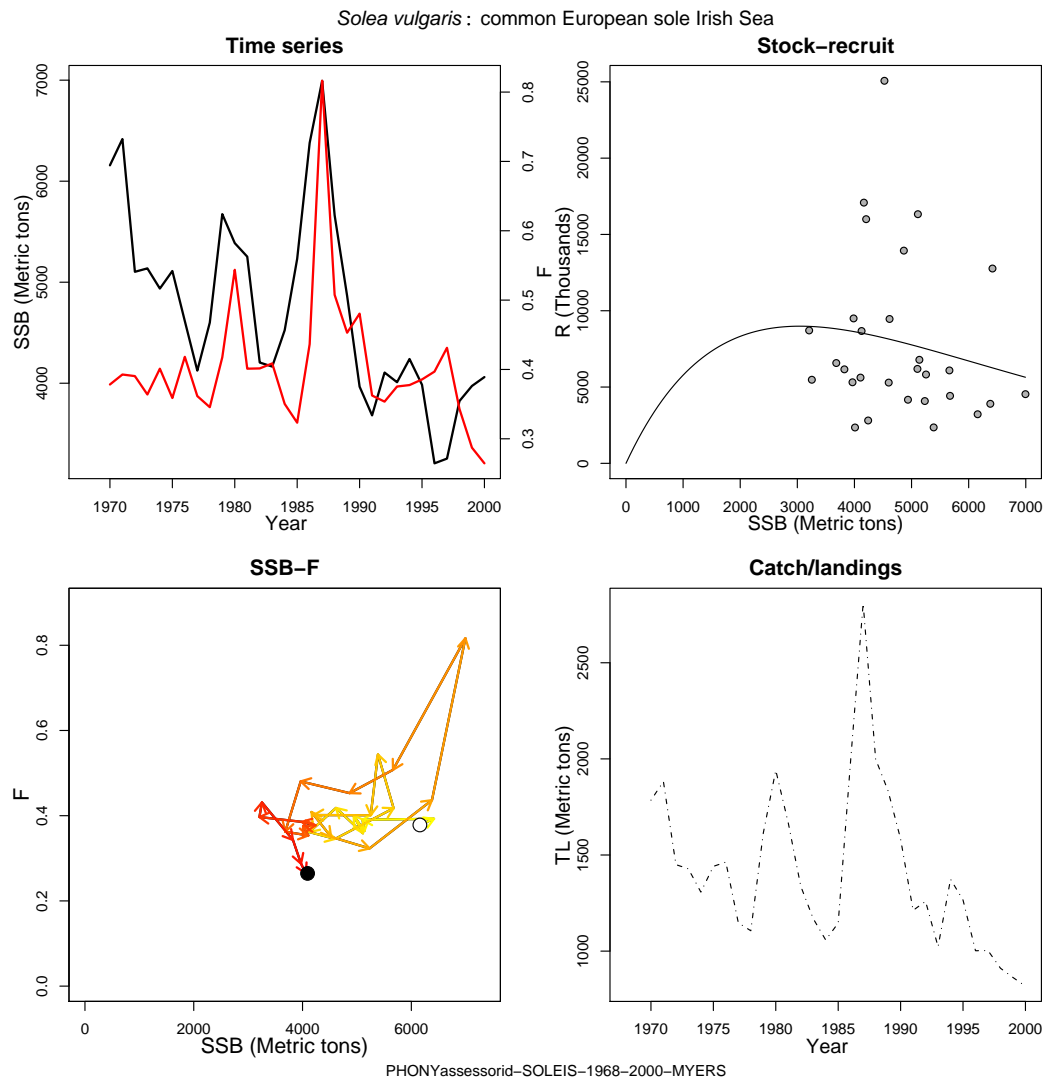 Solea vulgaris : common European sole Irish Sea
Time series
7000
6000
5000
4000
SSB (Metric tons)
0.8
0.7
0.6
0.5
0.4
0.3
F
1970 1975 1980 1985 1990 1995 2000
Year
Stock−recruit
25000
20000
15000
10000
5000
0
R (Thousands)
0 1000 2000 3000 4000 5000 6000 7000
SSB (Metric tons)
SSB−F
0.8
0.6
0.4
0.2
0.0
F
0 2000 4000 6000
SSB (Metric tons)
Catch/landings
2500
2000
1500
1000
TL (Metric tons)
1970 1975 1980 1985 1990 1995 2000
Year
PHONYassessorid−SOLEIS−1968−2000−MYERS